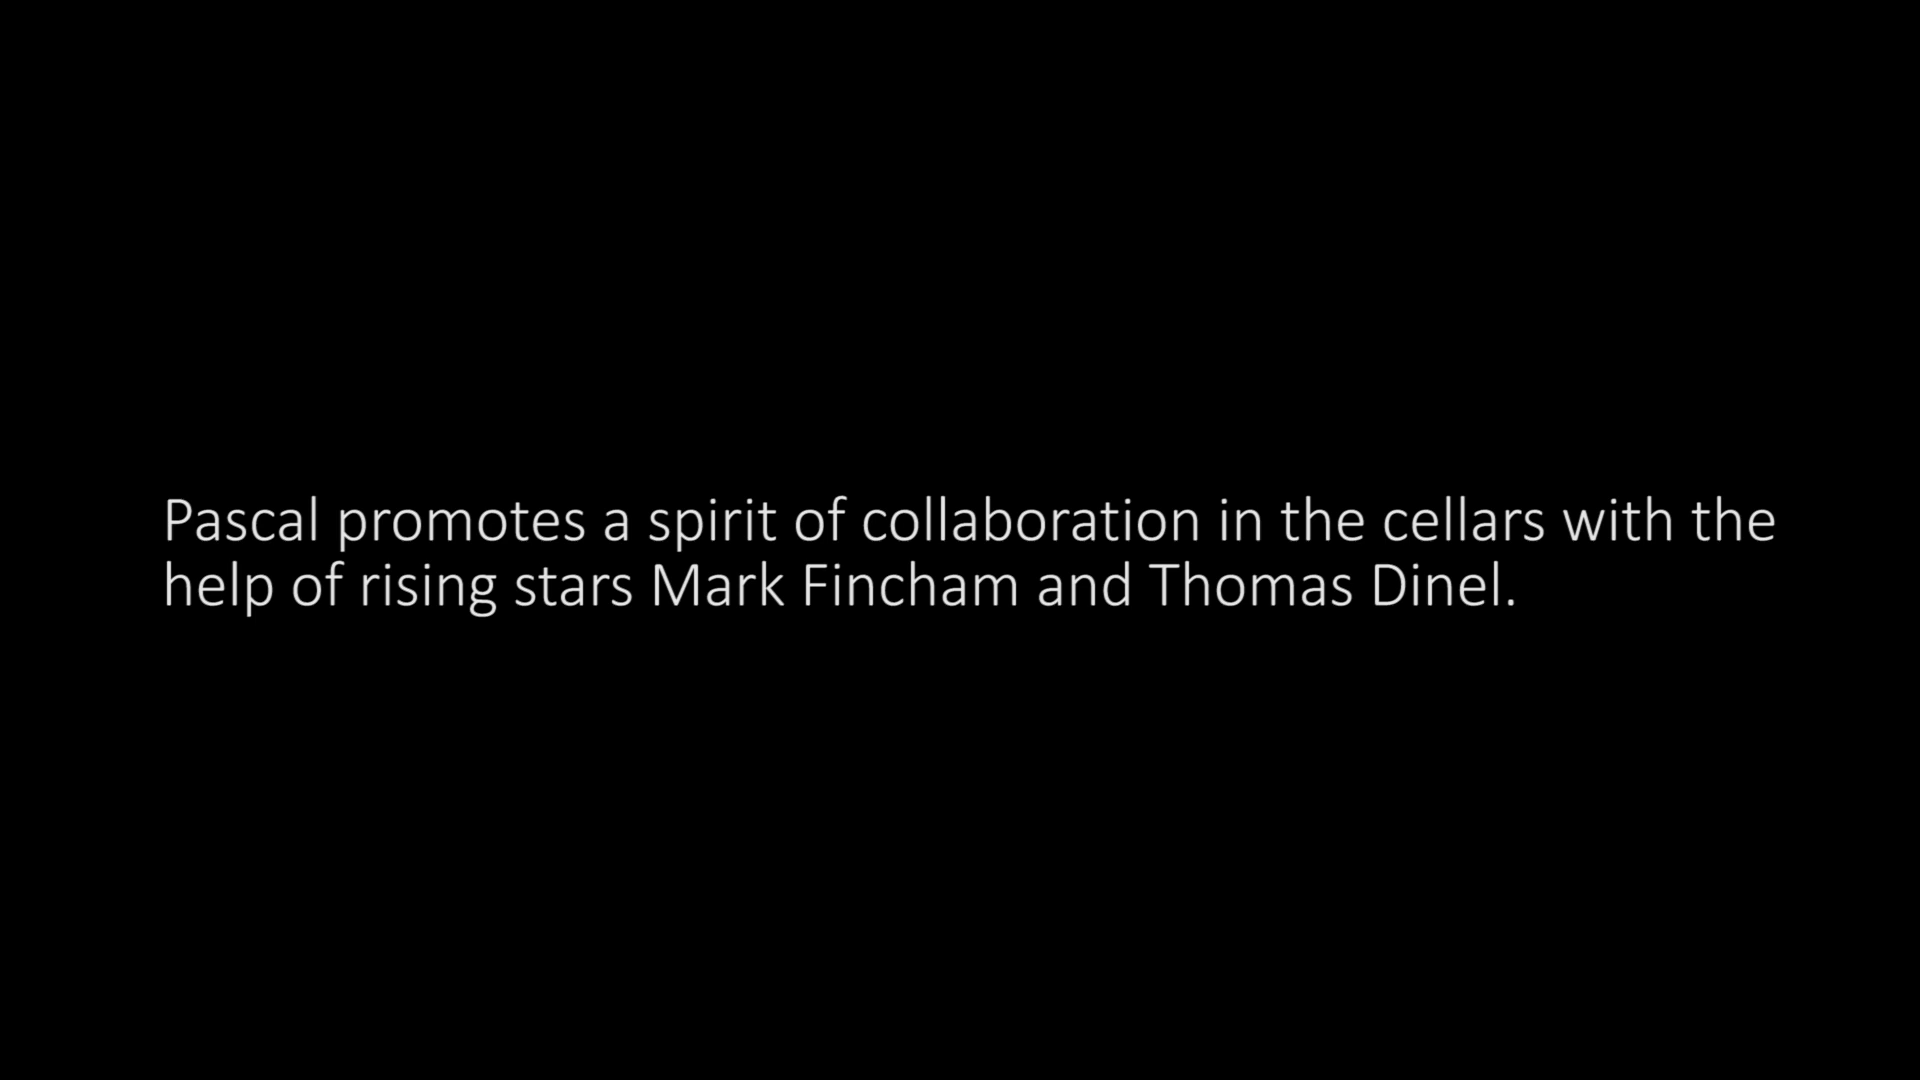 Pascal promotes a spirit of collaboration in the cellars with the
help of rising stars Mark Fincham and Thomas Dinel.